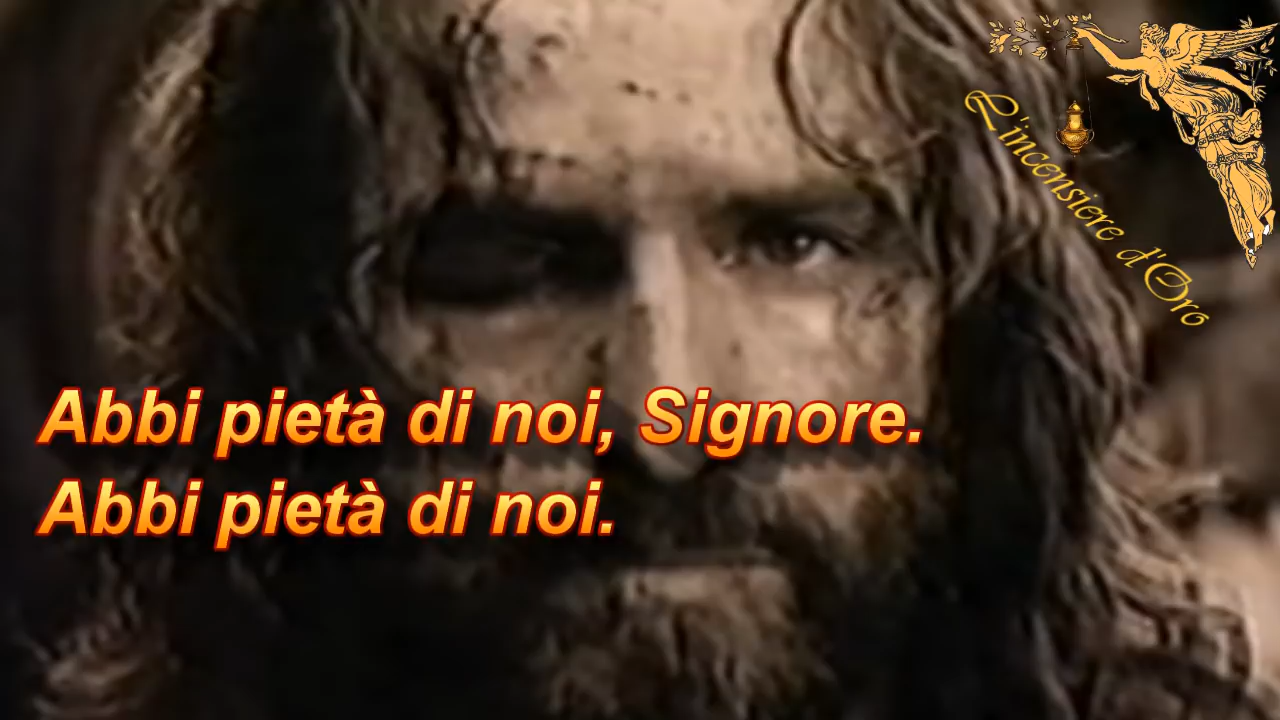 L'incensiere d'Oro
Abbi pietà di noi, Signore.
Abbi pietà di noi.